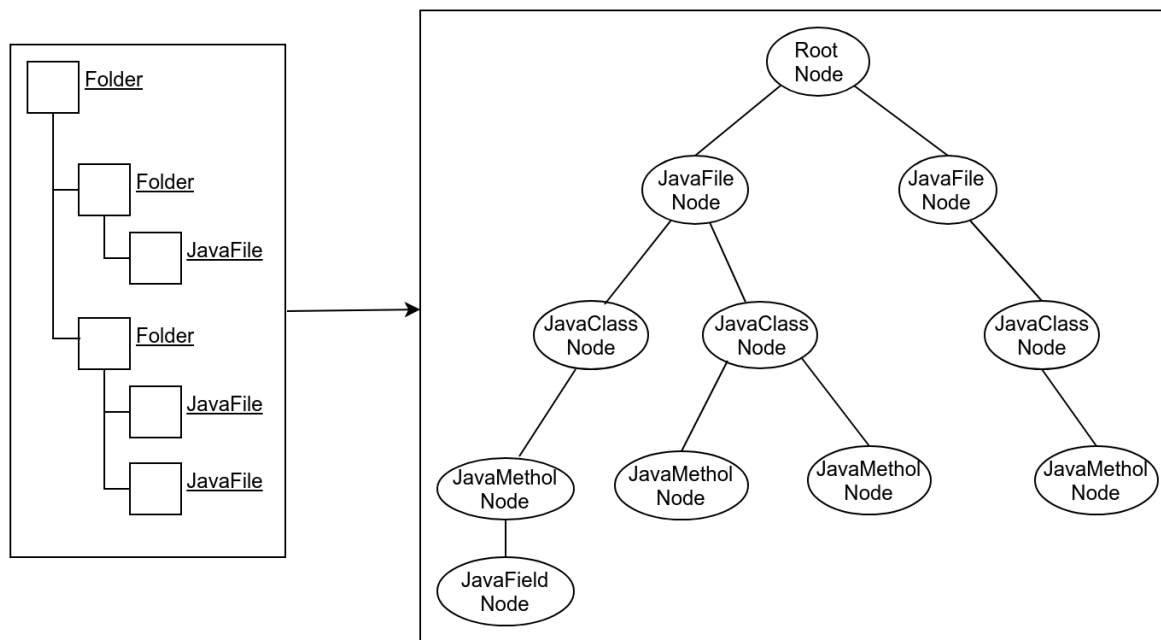 Folder
Folder
JavaFile
Folder
JavaFile
JavaFile
Root
Node
JavaFile
Node
JavaFile
Node
JavaClass
Node
JavaClass
Node
JavaClass
Node
JavaMethol
Node
JavaMethol
Node
JavaMethol
Node
JavaMethol
Node
JavaField
Node